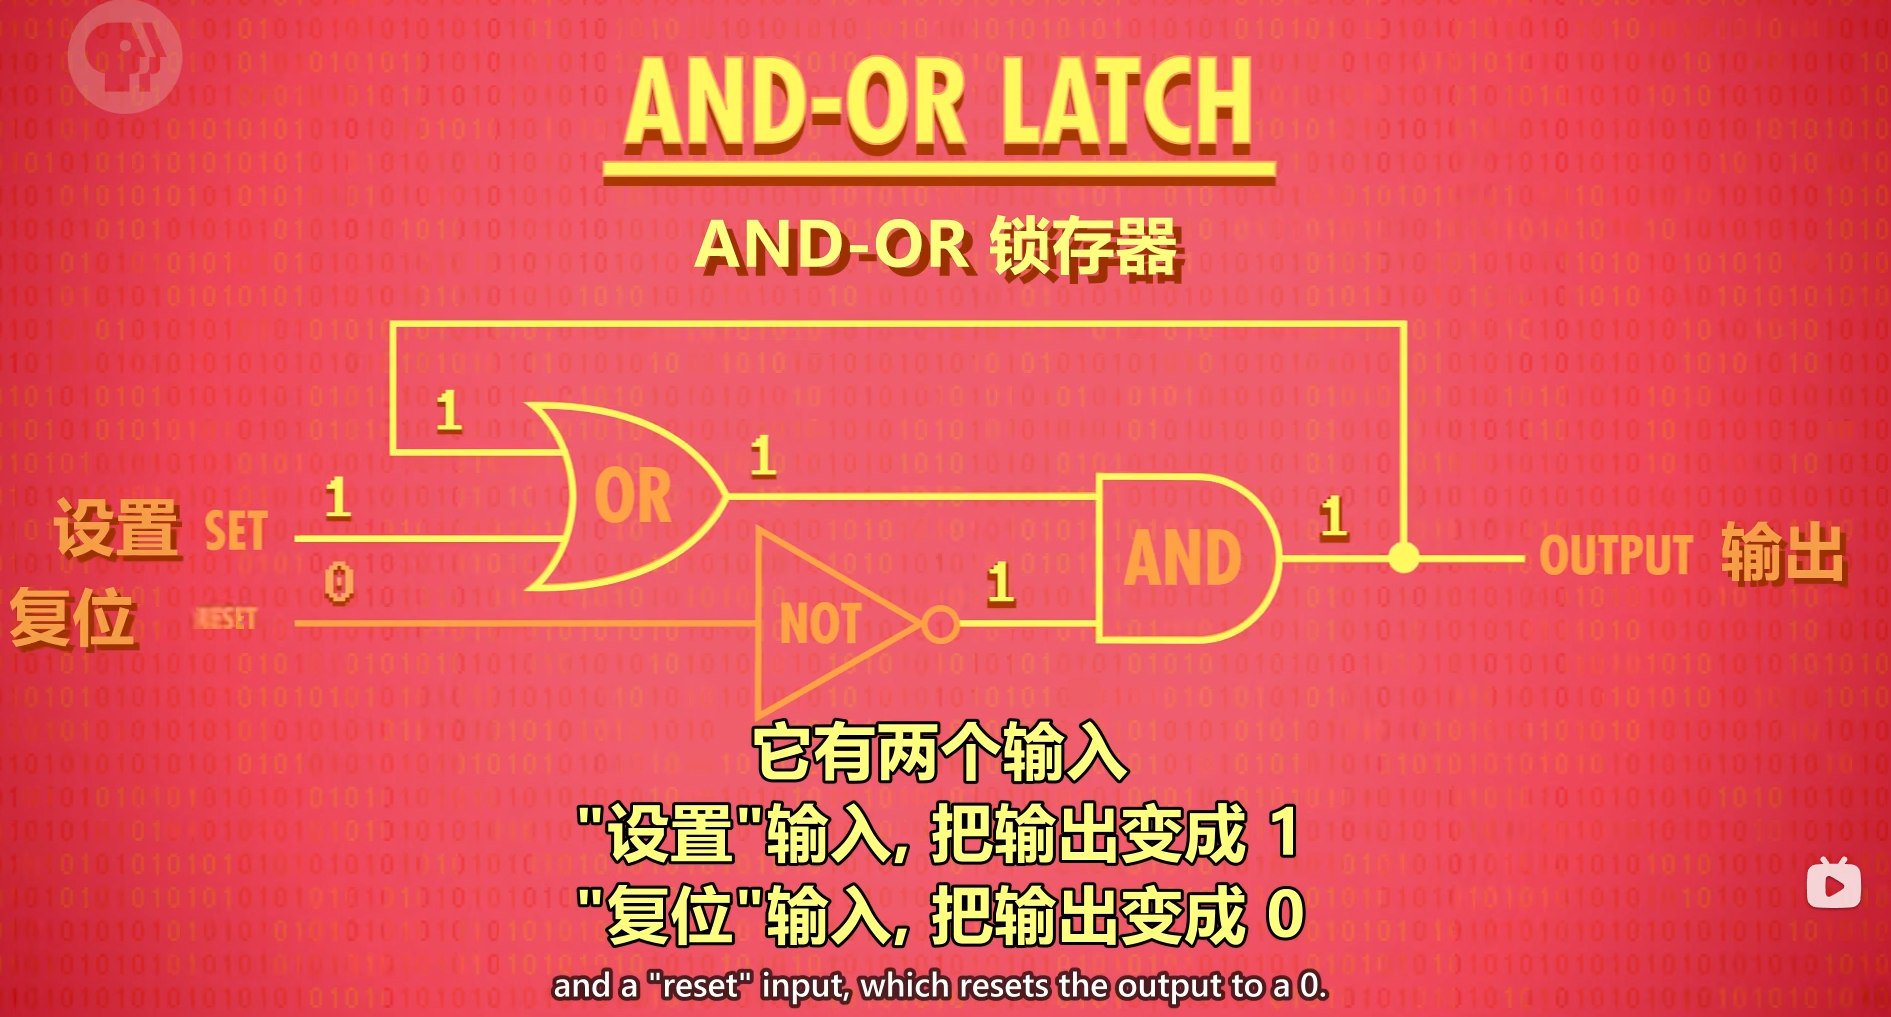 AND-OR LATCH
AND-OR 锁存器
1
1
1
设置 SET
OR
1
AND
OUTPUT 输出
0
1
复位 RESET
NOT
它有两个输入
"设置"输入, 把输出变成 1
"复位"输入, 把输出变成 0
and a "reset" input, which resets the output to a 0.